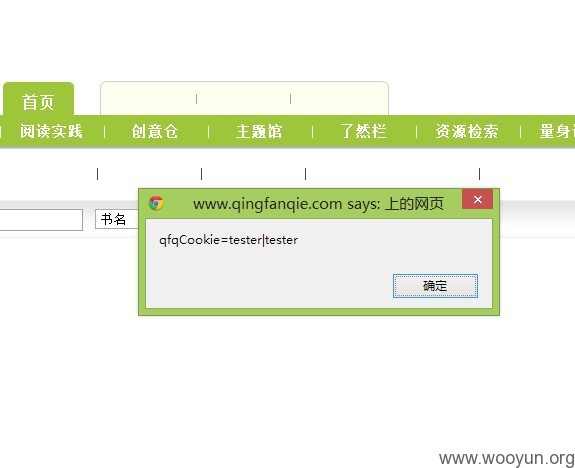 首页
阅读实践 创意仓 主题馆 了然栏 资源检索 量身
书名
www.qingfanqie.com says: 上的网页
qfqCookie=tester|tester
确定
www.wooyun.org